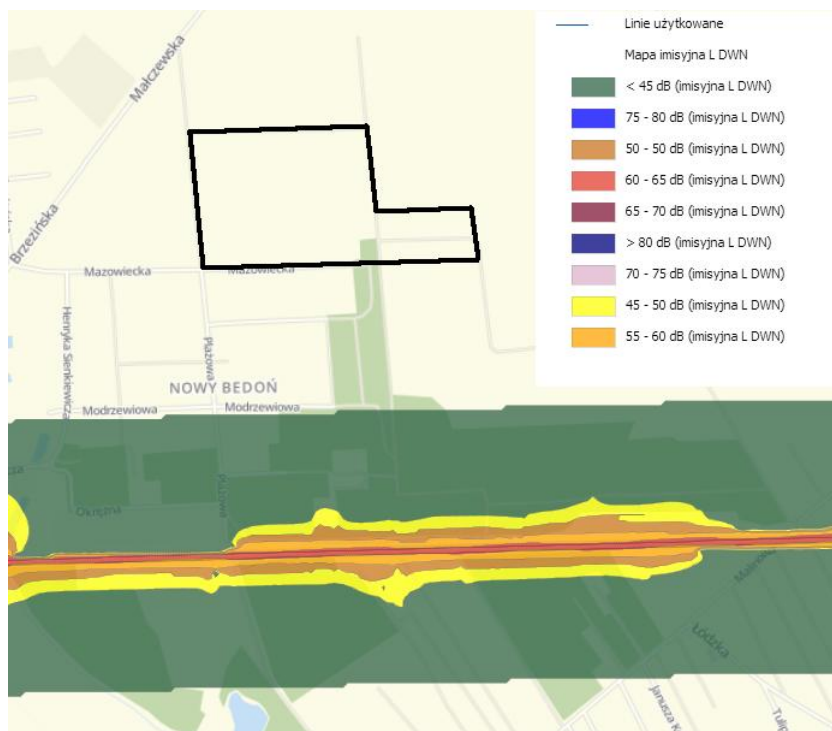 Linie użytkowane
Mapa imisyjna L DWN
< 45 dB (imisyjna L DWN)
75 - 80 dB (imisyjna L DWN)
50 - 50 dB (imisyjna L DWN)
60 - 65 dB (imisyjna L DWN)
65 - 70 dB (imisyjna L DWN)
> 80 dB (imisyjna L DWN)
70 - 75 dB (imisyjna L DWN)
45 - 50 dB (imisyjna L DWN)
55 - 60 dB (imisyjna L DWN)
Małczewska
Brzezińska
Mazowiecka
Mazowiecka
Henryka Sienkiewicza
Plażowa
NOWY BEDOŃ
Modrzewiowa
Modrzewiowa
Plażowa
Okrężna
Łódzka